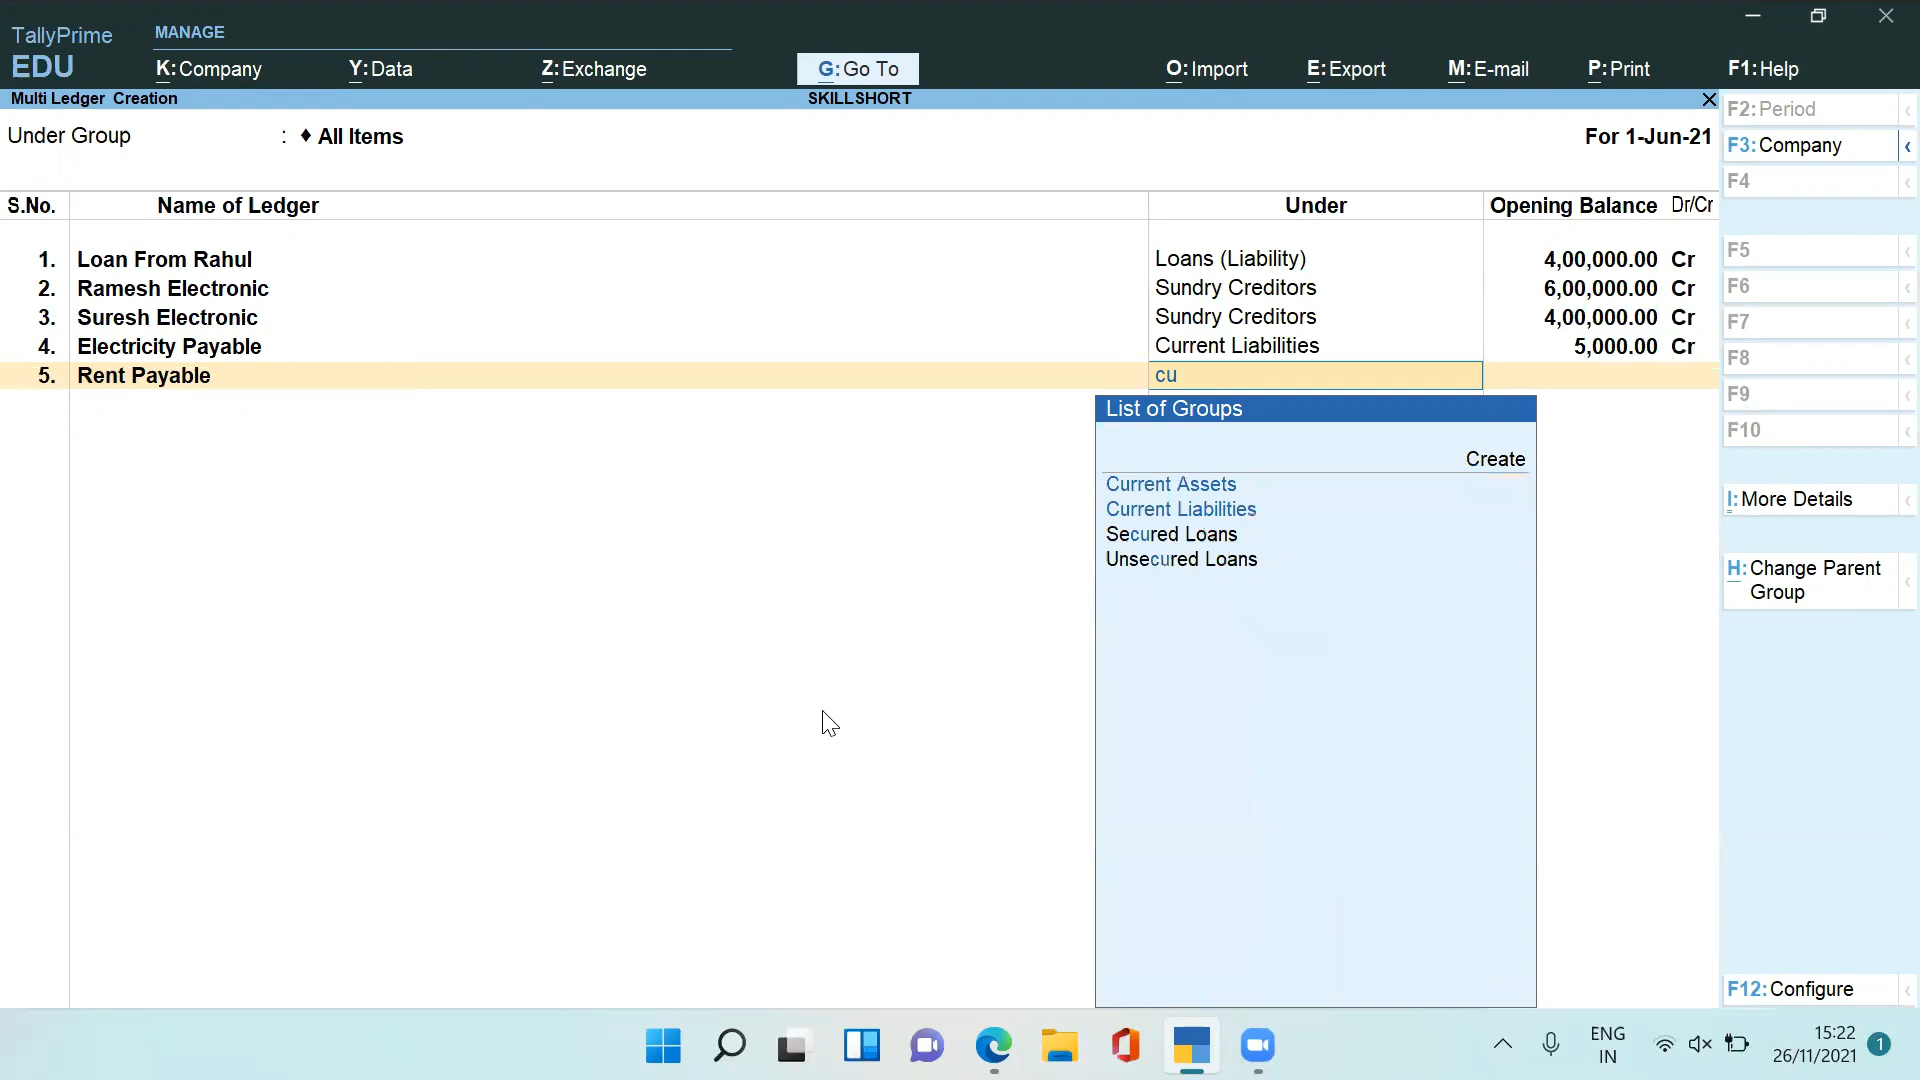 TallyPrime
EDU
MANAGE
K:Company Y:Data Z:Exchange G:Go To O:Import E:Export M:E-mail P:Print F1:Help
Multi Ledger Creation SKILLSHORT
Under Group : ♦ All Items For 1-Jun-21
S.No. Name of Ledger Under Opening Balance Dr/Cr
1. Loan From Rahul Loans (Liability) 4,00,000.00 Cr
2. Ramesh Electronic Sundry Creditors 6,00,000.00 Cr
3. Suresh Electronic Sundry Creditors 4,00,000.00 Cr
4. Electricity Payable Current Liabilities 5,000.00 Cr
5. Rent Payable cu
List of Groups
Create
Current Assets
Current Liabilities
Secured Loans
Unsecured Loans
F2:Period
F3:Company
F4
F5
F6
F7
F8
F9
F10
I:More Details
H:Change Parent
Group
F12:Configure
ENG
IN
15:22
26/11/2021
1